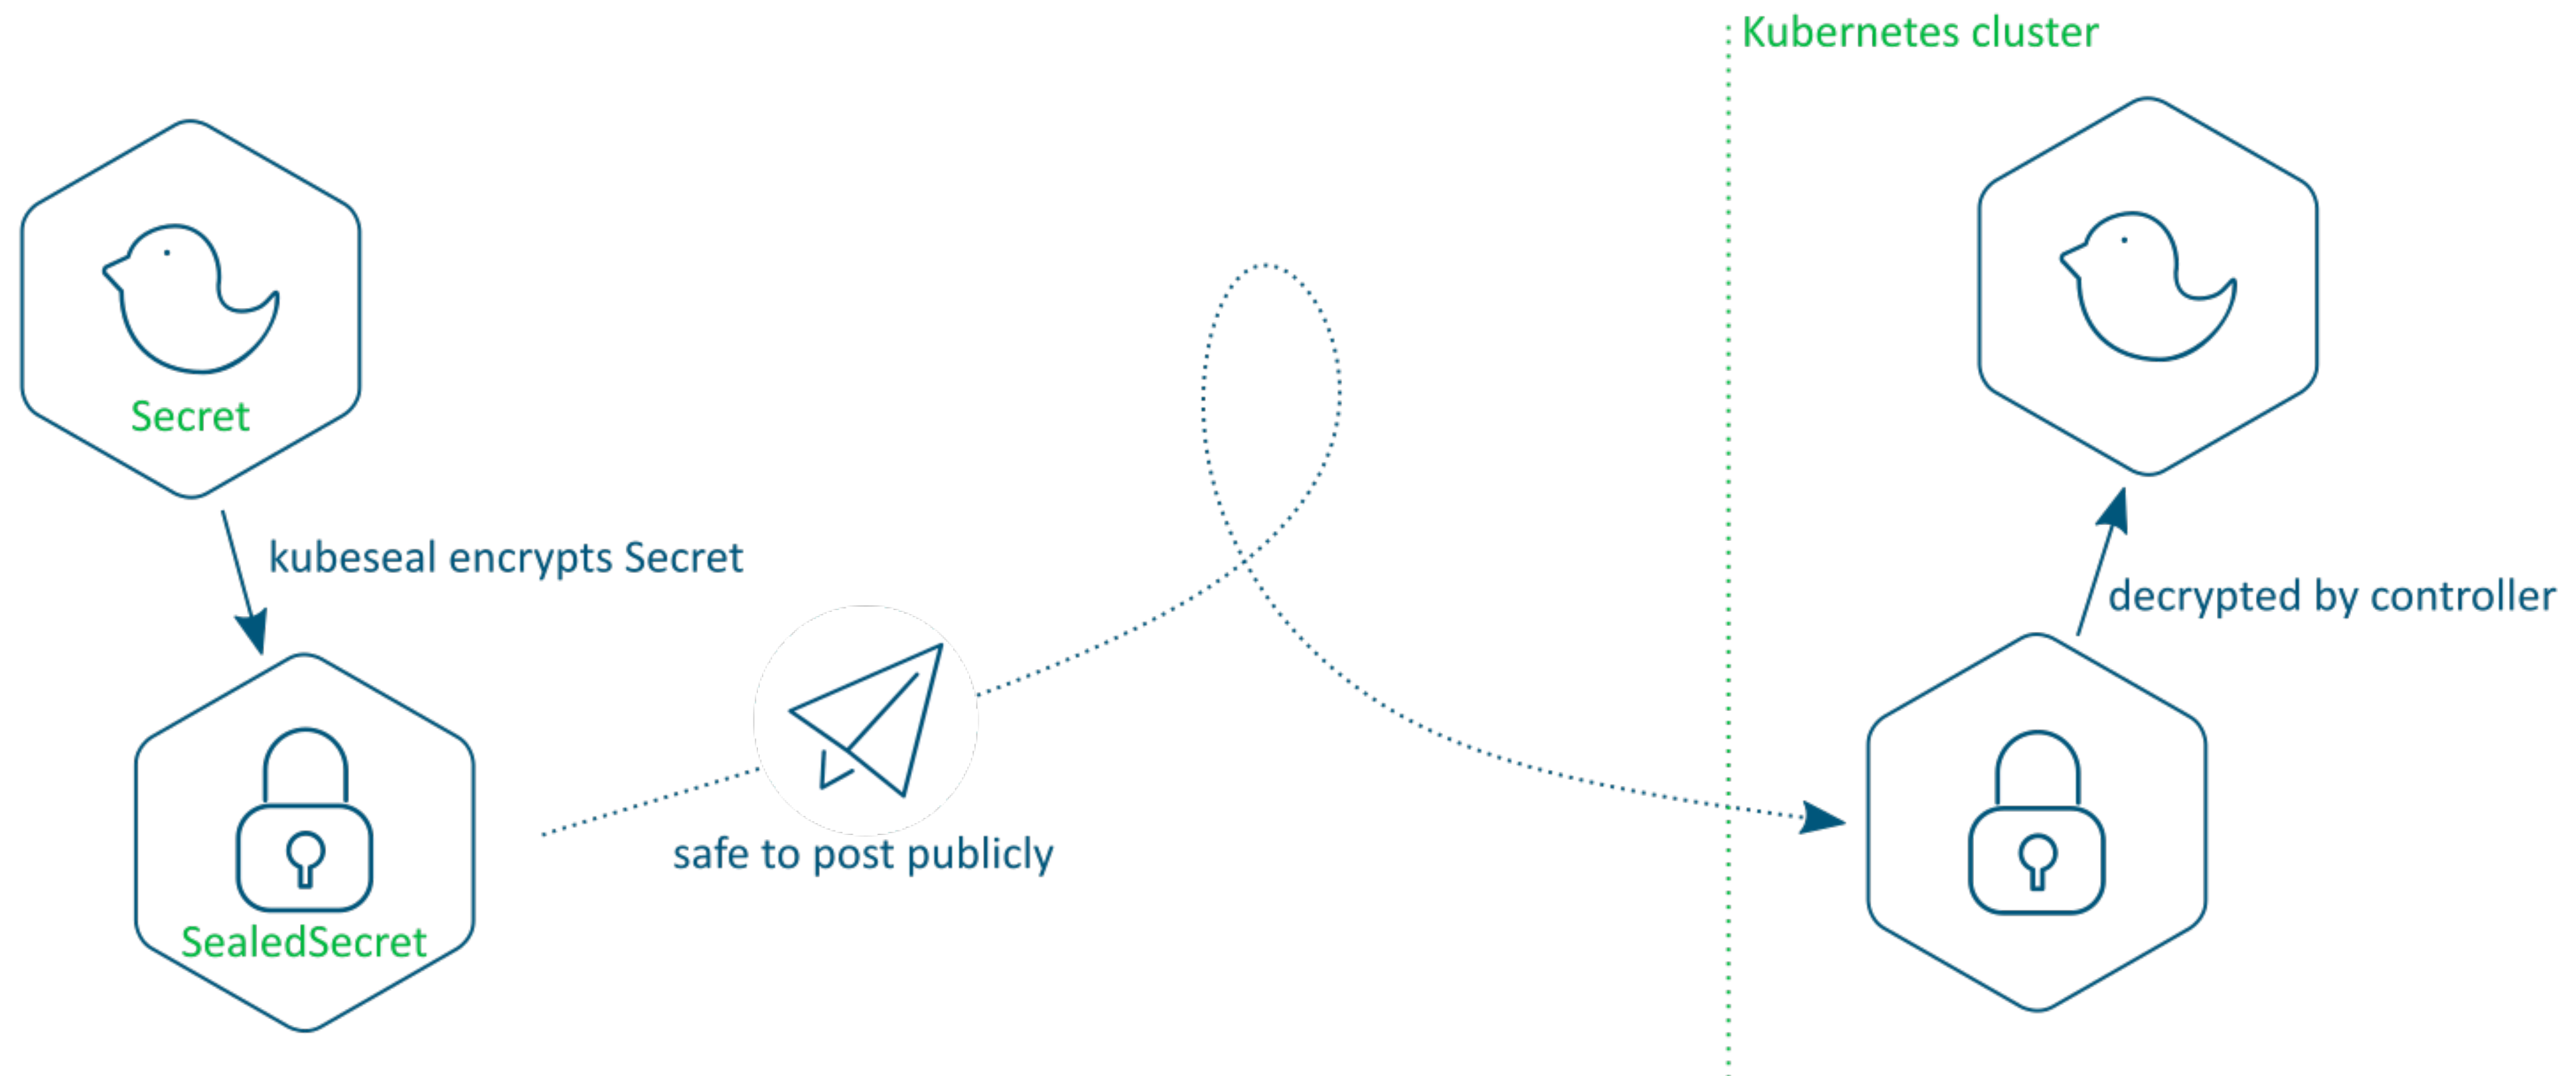 Kubernetes cluster
Secret
kubeseal encrypts Secret
decrypted by controller
safe to post publicly
SealedSecret